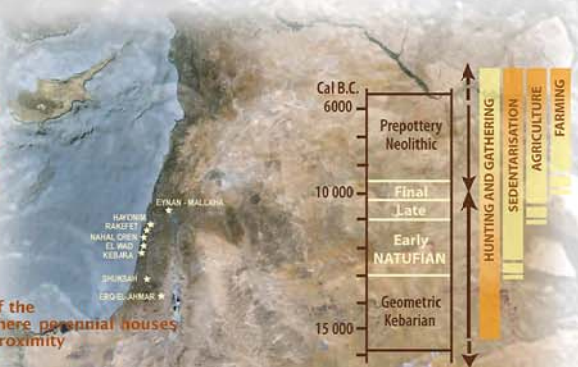 Cal B.C.
6000
Prepottery
Neolithic
10 000
Final
Late
Early
NATUFIAN
Geometric
Kebarian
15 000
HUNTING AND GATHERING
SEDENTARISATION
AGRICULTURE
FARMING
EYNAN - MALLAHA
HAYONIM
RAKEFET
NAHAL OREN
EL WAD
KEBARA
SHUKBAH
ERQ-EL-AHMAR
of the
here perennial houses
roximity